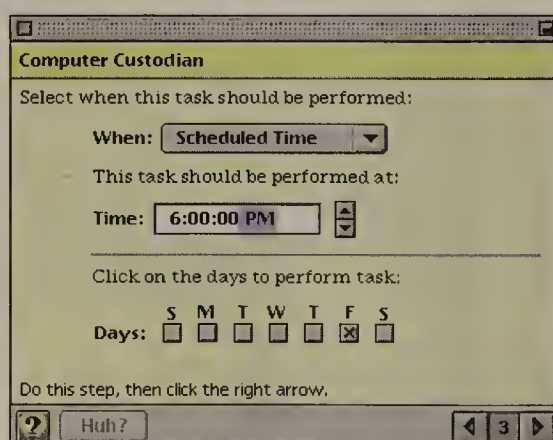 Computer Custodian
Select when this task should be performed:
When: Scheduled Time
This task should be performed at:
Time: 6:00:00 PM
Click on the days to perform task:
S M T W T F S
Days:
Do this step, then click the right arrow.
? Huh? 3